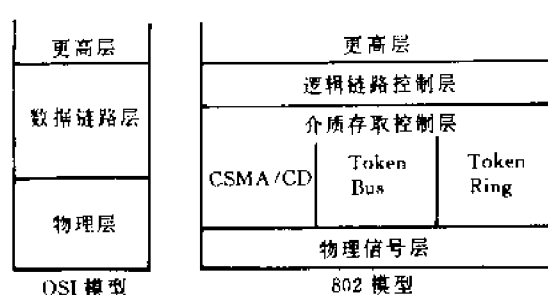 更高层
数据链路层
物理层
OSI 模型
更高层
逻辑链路控制层
介质存取控制层
CSMA/CD
Token
Bus
Token
Ring
物理信号层
802 模型